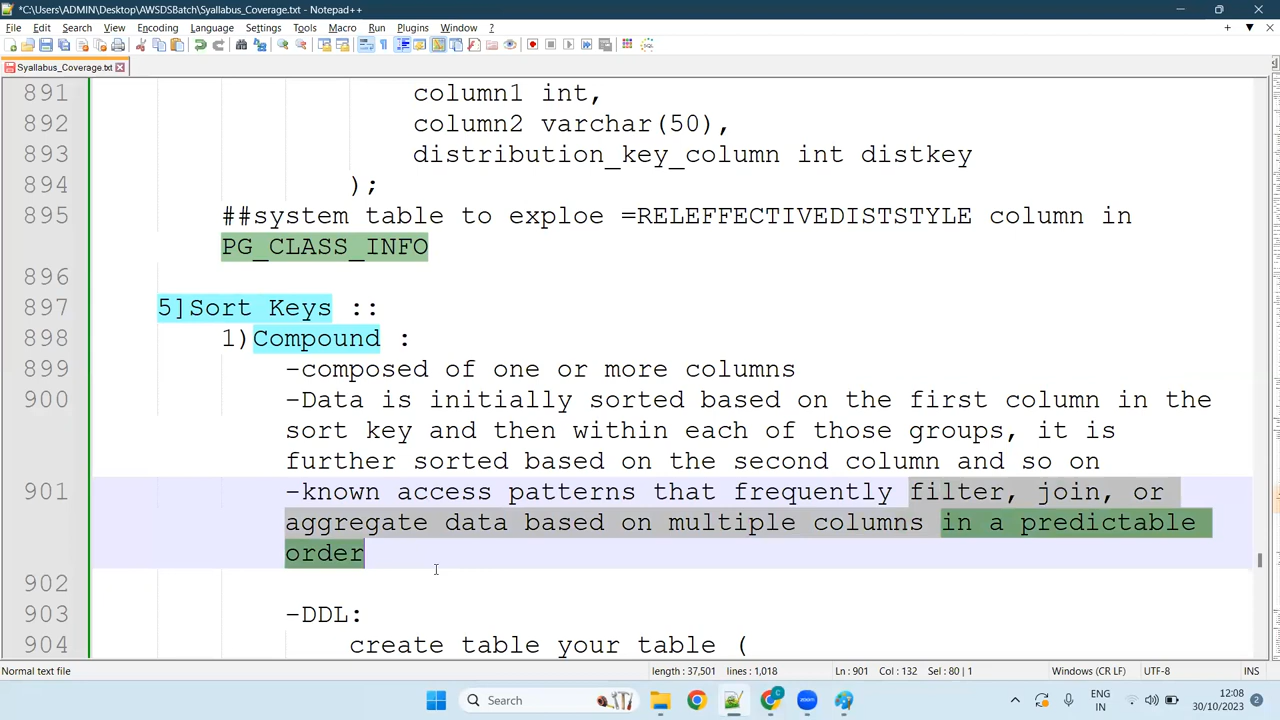 *C:\Users\ADMIN\Desktop\AWSDSBatch\Syallabus_Coverage.txt - Notepad++
File Edit Search View Encoding Language Settings Tools Macro Run Plugins Window ?
Syallabus_Coverage.txt
891 column1 int,
892 column2 varchar(50),
893 distribution_key_column int distkey
894 );
895 ##system table to exploe =RELEFFECTIVEDISTSTYLE column in
PG_CLASS_INFO
896
897 5]Sort Keys ::
898 1)Compound :
899 -composed of one or more columns
900 -Data is initially sorted based on the first column in the
sort key and then within each of those groups, it is
further sorted based on the second column and so on
901 -known access patterns that frequently filter, join, or
aggregate data based on multiple columns in a predictable
order
902
903 -DDL:
904 create table your table (
Normal text file length : 37,501 lines : 1,018 Ln : 901 Col : 132 Sel : 80 | 1 Windows (CR LF) UTF-8 INS
Search ENG 12:08
IN 30/10/2023